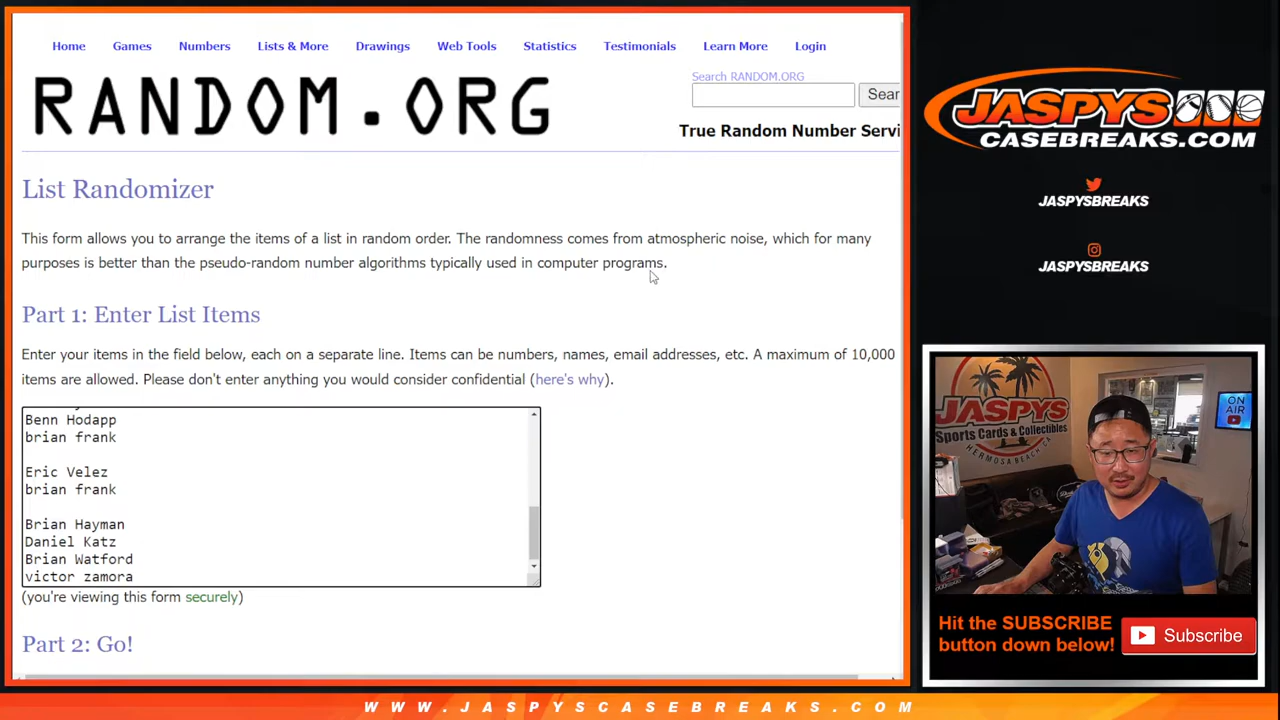 Home Games Numbers Lists & More Drawings Web Tools Statistics Testimonials Learn More Login
RANDOM.ORG
Search RANDOM.ORG
Sear
True Random Number Servi
List Randomizer
This form allows you to arrange the items of a list in random order. The randomness comes from atmospheric noise, which for many
purposes is better than the pseudo-random number algorithms typically used in computer programs.
Part 1: Enter List Items
Enter your items in the field below, each on a separate line. Items can be numbers, names, email addresses, etc. A maximum of 10,000
items are allowed. Please don't enter anything you would consider confidential (here's why).
Benn Hodapp
brian frank
Eric Velez
brian frank
Brian Hayman
Daniel Katz
Brian Watford
victor zamora
(you're viewing this form securely)
Part 2: Go!
JASPYS
CASEBREAKS.COM
JASPYSBREAKS
JASPYSBREAKS
JASPYS
Sports Cards & Collectibles
HERMOSA BEACH CA
ON
AIR
Hit the SUBSCRIBE
button down below!
Subscribe
WWW.JASPYSCASEBREAKS.COM